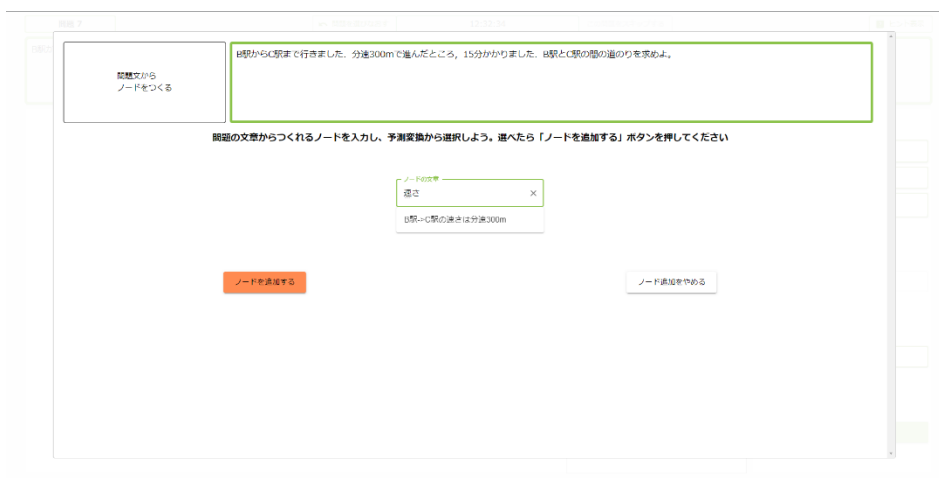 問題 7
B駅からC駅まで行きました．分速300mで進んだところ，15分かかりました．B駅とC駅の間の道のりを求めよ。
問題文から
ノードをつくる
問題の文章からつくれるノードを入力し、予測変換から選択しよう。選べたら「ノードを追加する」ボタンを押してください
ノードの文章
速さ ×
B駅->C駅の速さは分速300m
ノードを追加する
ノード追加をやめる